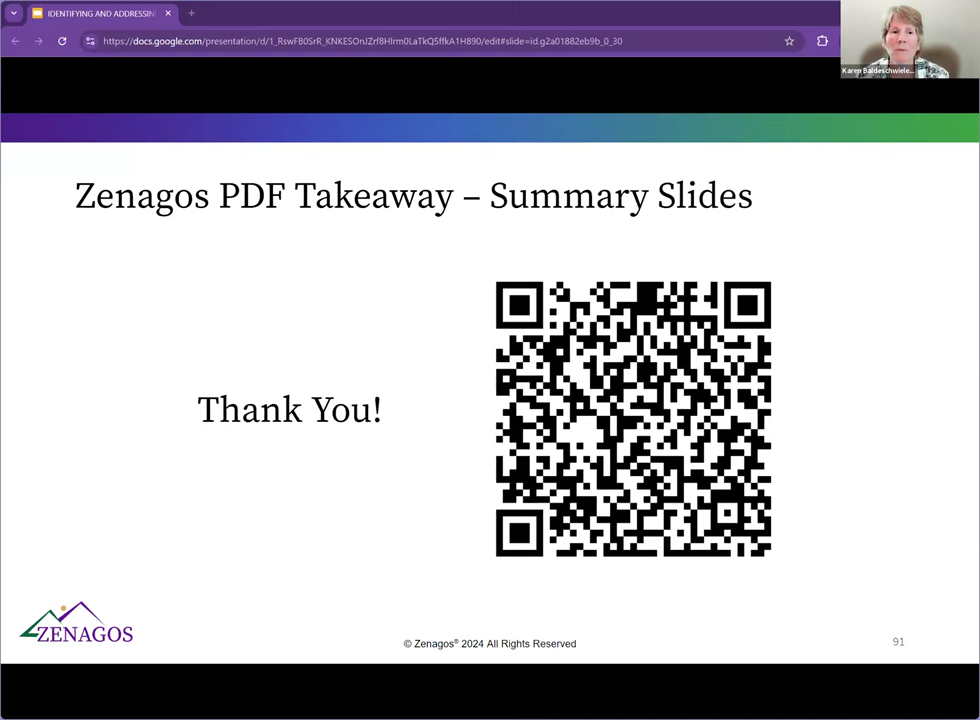 IDENTIFYING AND ADDRESSIN
https://docs.google.com/presentation/d/1_RswFB0SrR_KNKESOnJZrf8Hlrm0LaTkQ5ffkA1H890/edit#slide=id.g2a01882eb9b_0_30
Karen Baldeschwiele...
Zenagos PDF Takeaway – Summary Slides
Thank You!
ZENAGOS
© Zenagos® 2024 All Rights Reserved
91